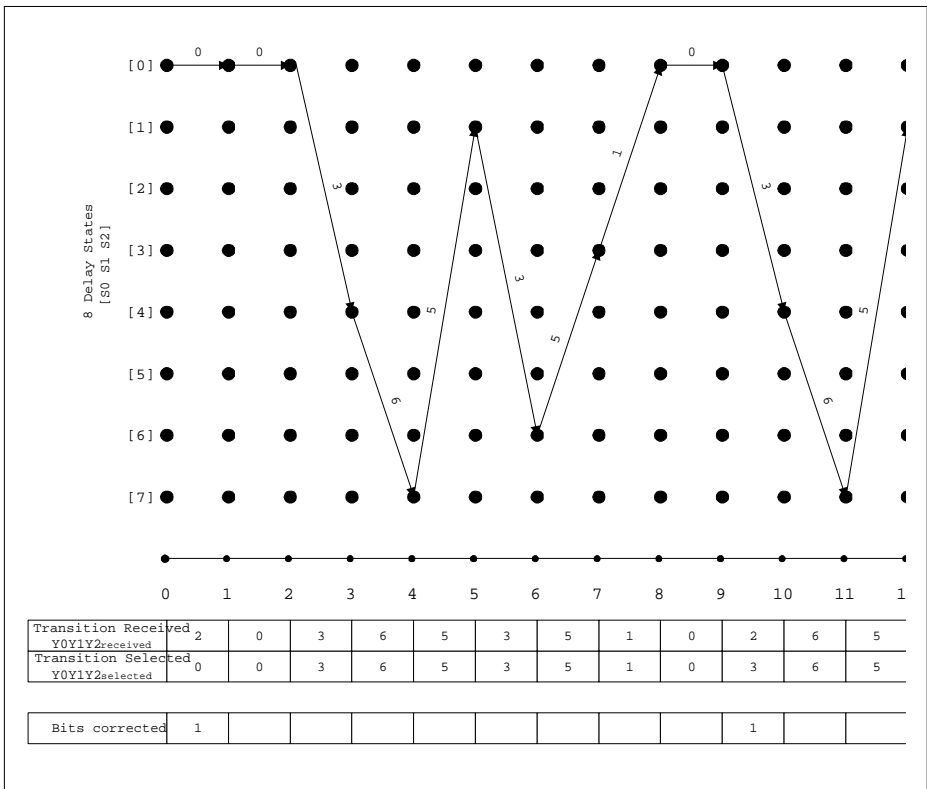 0 0 0
[0]
[1]
1
[2]
3 3
8 Delay States
[S0 S1 S2]
[3]
3
[4]
5 5
5
[5]
6 6
[6]
[7]
0 1 2 3 4 5 6 7 8 9 10 11 1
Transition Received
Y0Y1Y2received
2 0 3 6 5 3 5 1 0 2 6 5
Transition Selected
Y0Y1Y2selected
0 0 3 6 5 3 5 1 0 3 6 5
Bits corrected 1 1